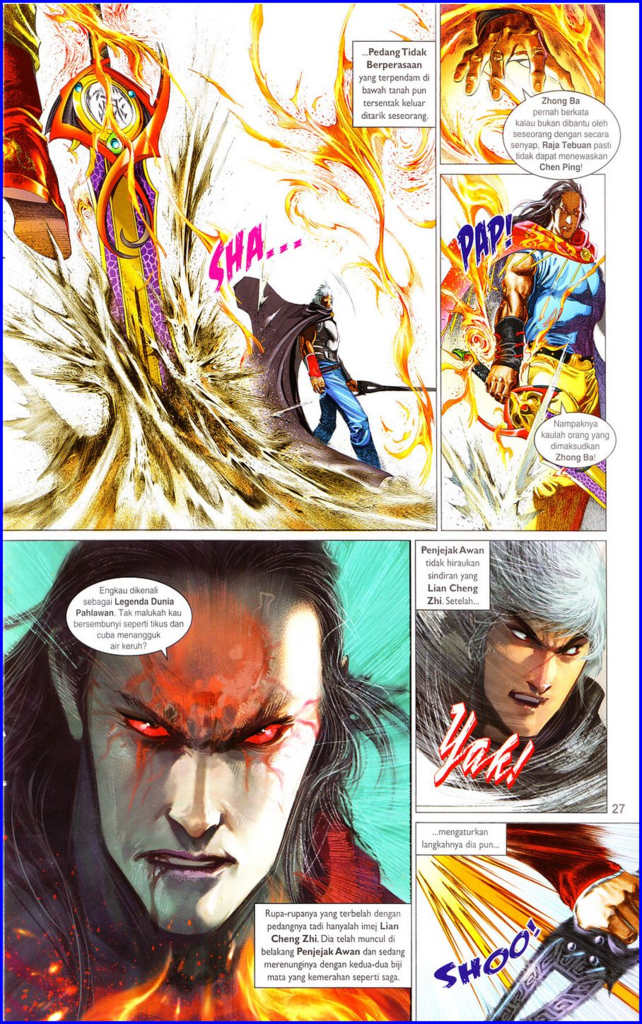 ...Pedang Tidak
Berperasaan
yang terpendam di
bawah tanah pun
tersentak keluar
ditarik seseorang.
SHA...
Zhong Ba
pernah berkata
kalau bukan dibantu oleh
seseorang dengan secara
senyap, Raja Tebuan pasti
tidak dapat menewaskan
Chen Ping!
PAP!
Nampaknya
kaulah orang yang
dimaksudkan
Zhong Ba!
Engkau dikenali
sebagai Legenda Dunia
Pahlawan. Tak malukah kau
bersembunyi seperti tikus dan
cuba menangguk
air keruh?
Rupa-rupanya yang terbelah dengan
pedangnya tadi hanyalah imej Lian
Cheng Zhi. Dia telah muncul di
belakang Penjejak Awan dan sedang
merenunginya dengan kedua-dua biji
mata yang kemerahan seperti saga.
Penjejak Awan
tidak hiraukan
sindiran yang
Lian Cheng
Zhi. Setelah...
Yak!
27
...mengaturkan
langkahnya dia pun...
SHOO!